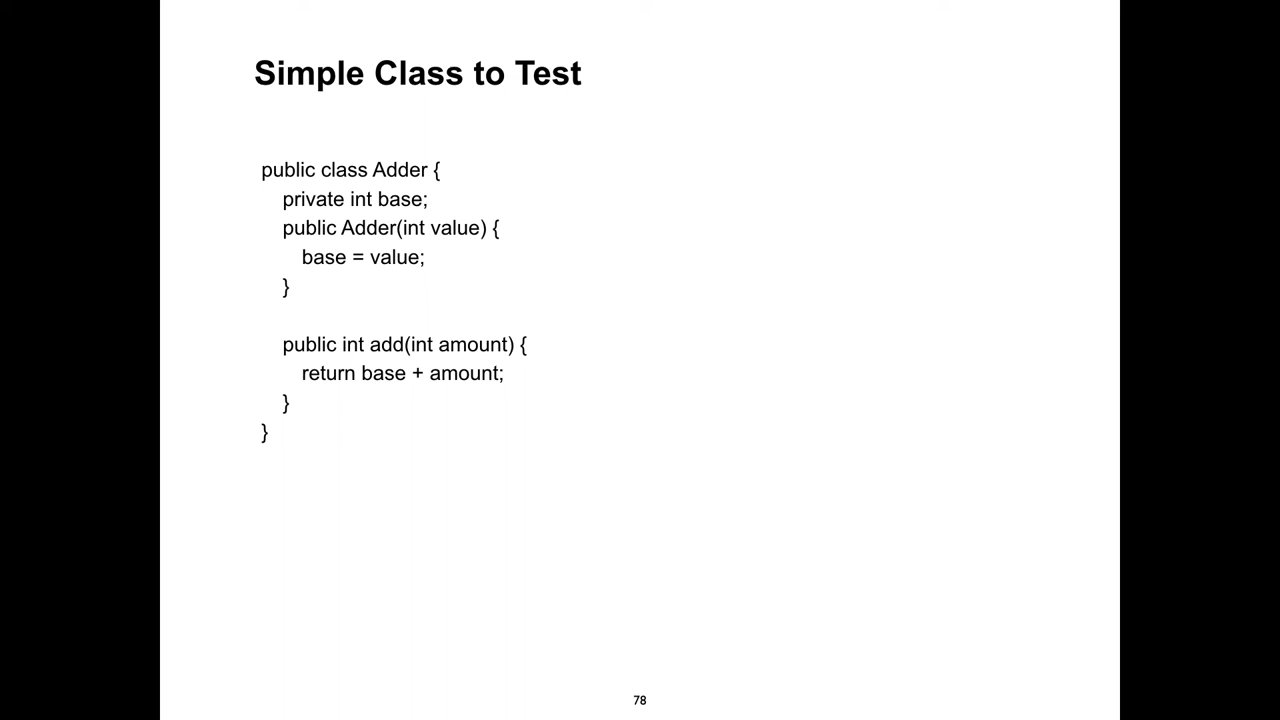 Simple Class to Test
public class Adder {
private int base;
public Adder(int value) {
base = value;
}
public int add(int amount) {
return base + amount;
}
}
78